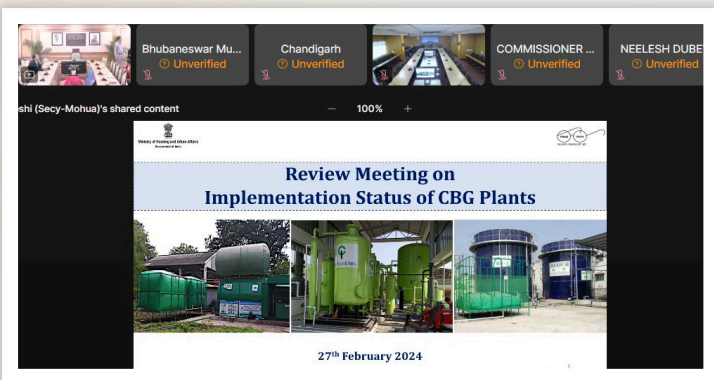 Bhubaneswar Mu...
Unverified
Chandigarh
Unverified
COMMISSIONER ...
Unverified
NEELESH DUBE
Unverified
shi (Secy-Mohua)'s shared content
— 100% +
Ministry of Housing and Urban Affairs
Government of India
Review Meeting on
Implementation Status of CBG Plants
27th February 2024
1